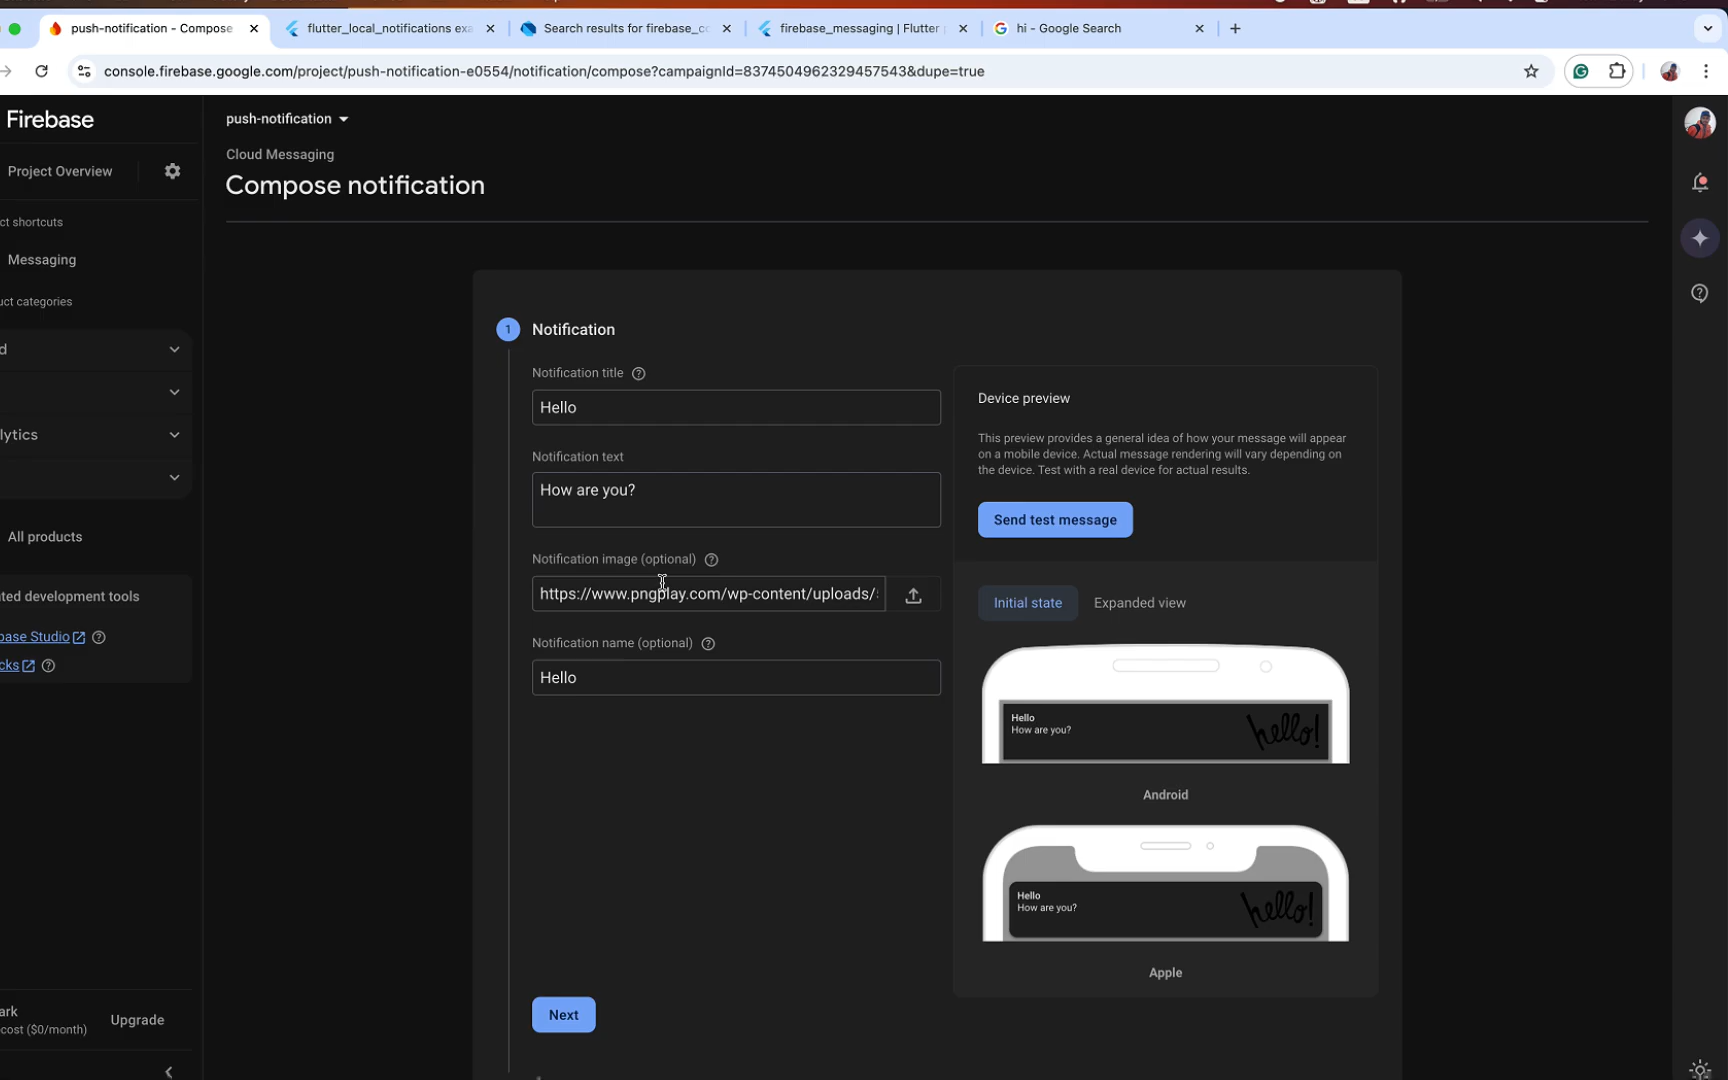 push-notification - Compose
flutter_local_notifications exa
Search results for firebase_cc
firebase_messaging | Flutter
hi - Google Search
console.firebase.google.com/project/push-notification-e0554/notification/compose?campaignId=8374504962329457543&dupe=true
Firebase
push-notification
Cloud Messaging
Compose notification
Project Overview
ct shortcuts
Messaging
uct categories
d
lytics
All products
ted development tools
base Studio
cks
ark
cost ($0/month)
Upgrade
1
Notification
Notification title
Hello
Notification text
How are you?
Notification image (optional)
https://www.pngplay.com/wp-content/uploads/
Notification name (optional)
Hello
Next
Device preview
This preview provides a general idea of how your message will appear
on a mobile device. Actual message rendering will vary depending on
the device. Test with a real device for actual results.
Send test message
Initial state
Expanded view
Hello
How are you?
hello!
Android
Hello
How are you?
hello!
Apple